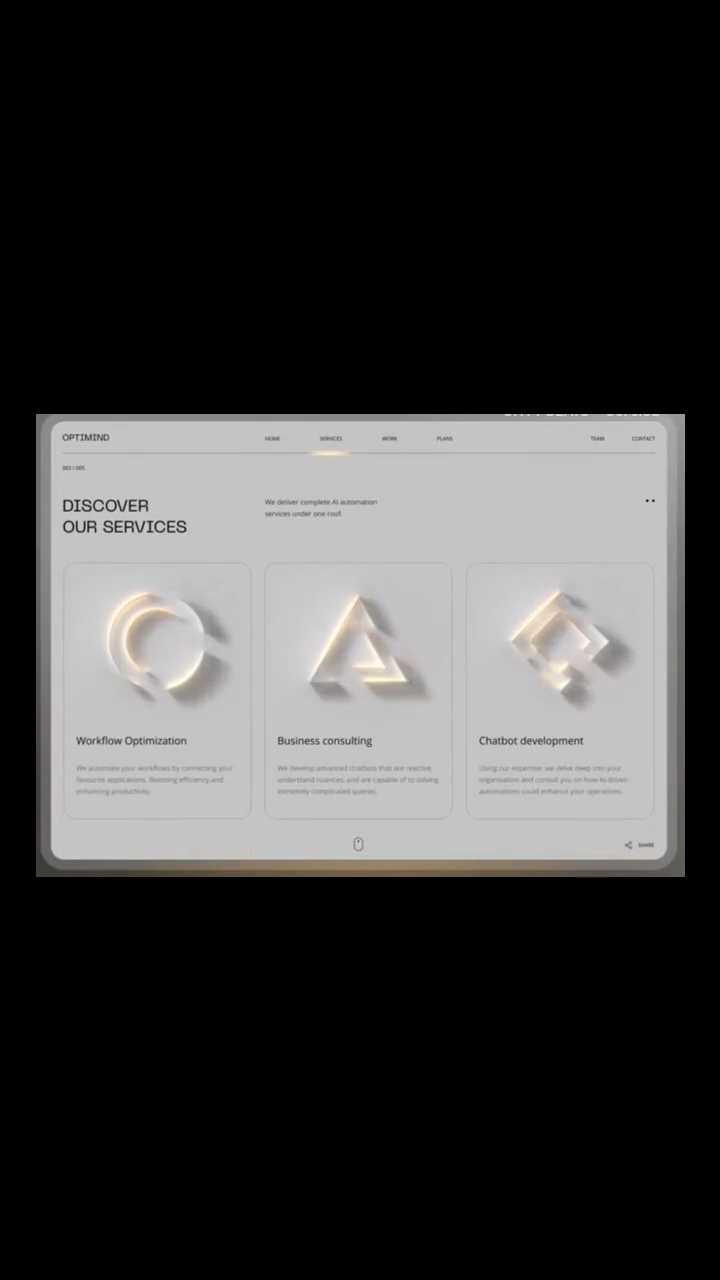 OPTIMIND HOME SERVICES WORK PLANS TEAM CONTACT
003 / 005
DISCOVER
OUR SERVICES
We deliver complete AI automation
services under one roof.
Workflow Optimization
We automate your workflows by connecting your
favourite applications. Boosting efficiency and
enhancing productivity.
Business consulting
We develop advanced chatbots that are reactive,
understand nuances, and are capable of to solving
extremely complicated queries.
Chatbot development
Using our expertise, we delve deep into your
organization and consult you on how AI-driven
automations could enhance your operations.
SHARE